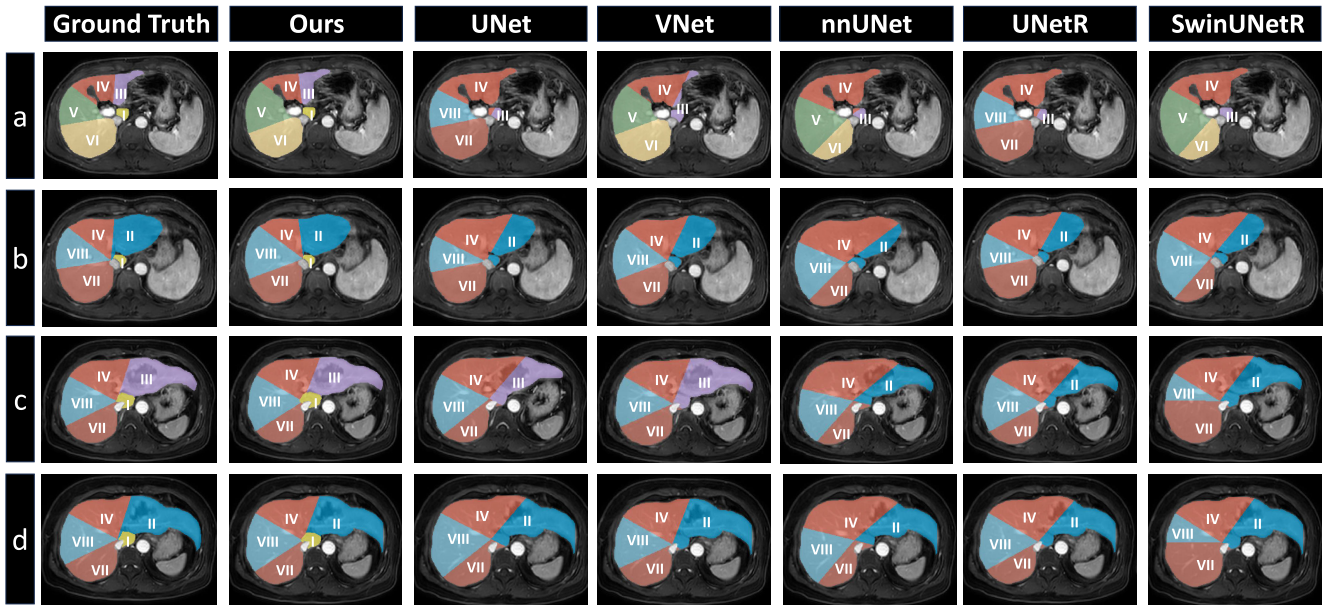 Ground Truth Ours UNet VNet nnUNet UNetR SwinUNetR
a
IV III IV III IV IV IV IV IV
V I V I VIII III V III V III VIII III V III
VI VI VII VI VI VII VI
b
IV II IV II IV II IV II IV II IV II IV II
VIII I VIII I VIII VIII VIII VIII VIII
VII VII VII VII VII VII VII
c
IV III IV III IV III IV III IV II IV II IV II
VIII I VIII I VIII VIII VIII VIII VIII
VII VII VII VII VII VII VII
d
IV II IV II IV II IV II IV II IV II IV II
VIII I VIII I VIII VIII VIII VIII VIII
VII VII VII VII VII VII VII